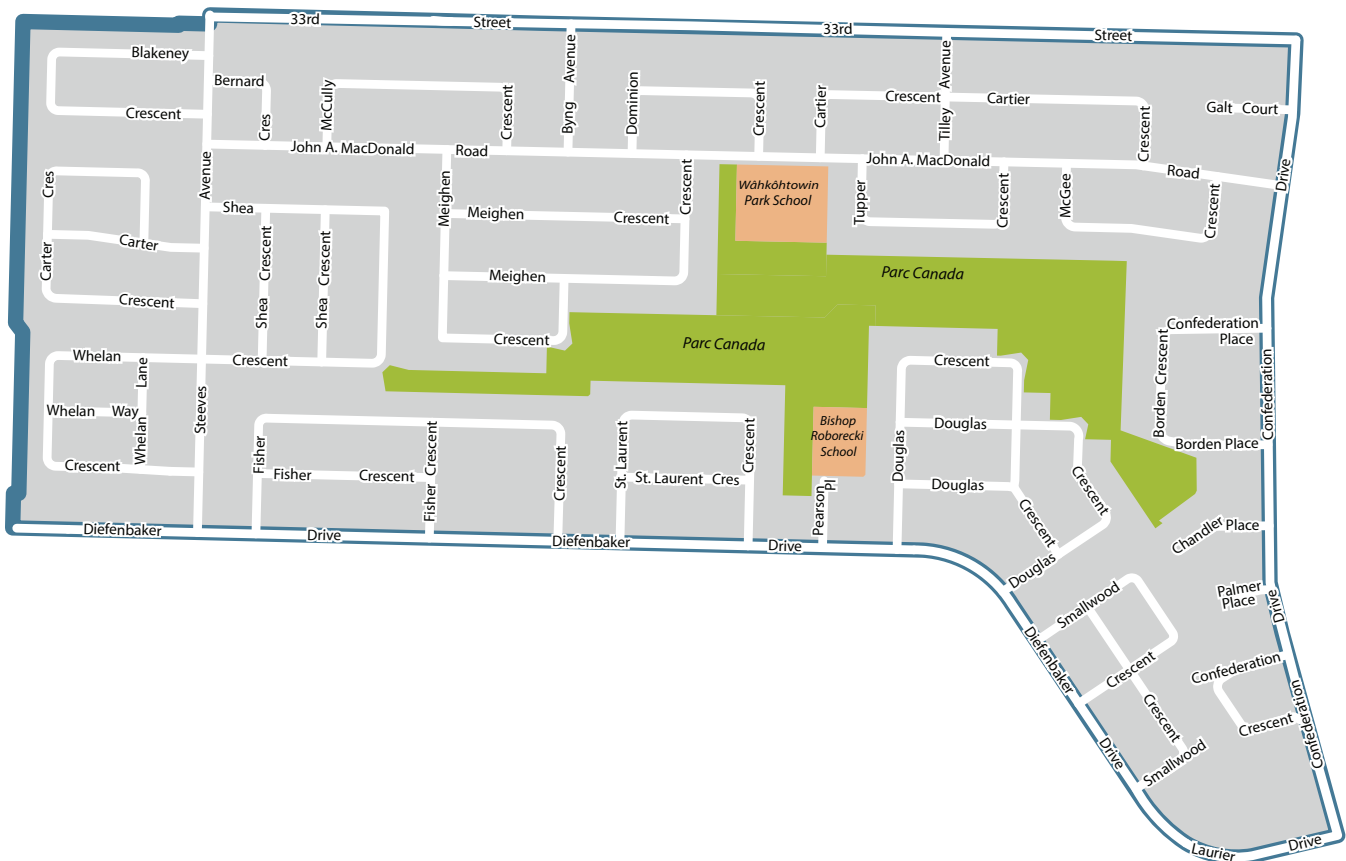 33rd
Street
33rd
Street
Blakeney
Crescent
Bernard
Cres
McCully
Crescent
Byng Avenue
Dominion
Crescent
Cartier
Crescent
Tilley Avenue
Cartier
Crescent
Galt Court
Drive
Avenue
John A. MacDonald
Road
John A. MacDonald
Road
Cres
Carter
Carter
Crescent
Shea
Shea Crescent
Shea Crescent
Crescent
Meighen
Meighen
Crescent
Crescent
Meighen
Crescent
Wâhkôhtowin
Park School
Tupper
Crescent
McGee
Crescent
Parc Canada
Parc Canada
Confederation
Place
Borden Crescent
Borden Place
Confederation
Whelan
Whelan Way
Whelan Lane
Crescent
Steeves
Fisher
Fisher
Crescent
Fisher Crescent
Crescent
St. Laurent
St. Laurent Cres
Crescent
Bishop
Roborecki
School
Pearson
Pl
Douglas
Crescent
Douglas
Crescent
Douglas
Crescent
Douglas
Diefenbaker
Drive
Diefenbaker
Drive
Chandler Place
Palmer
Place
Drive
Smallwood
Crescent
Crescent
Smallwood
Diefenbaker
Drive
Confederation
Crescent
Confederation
Laurier
Drive